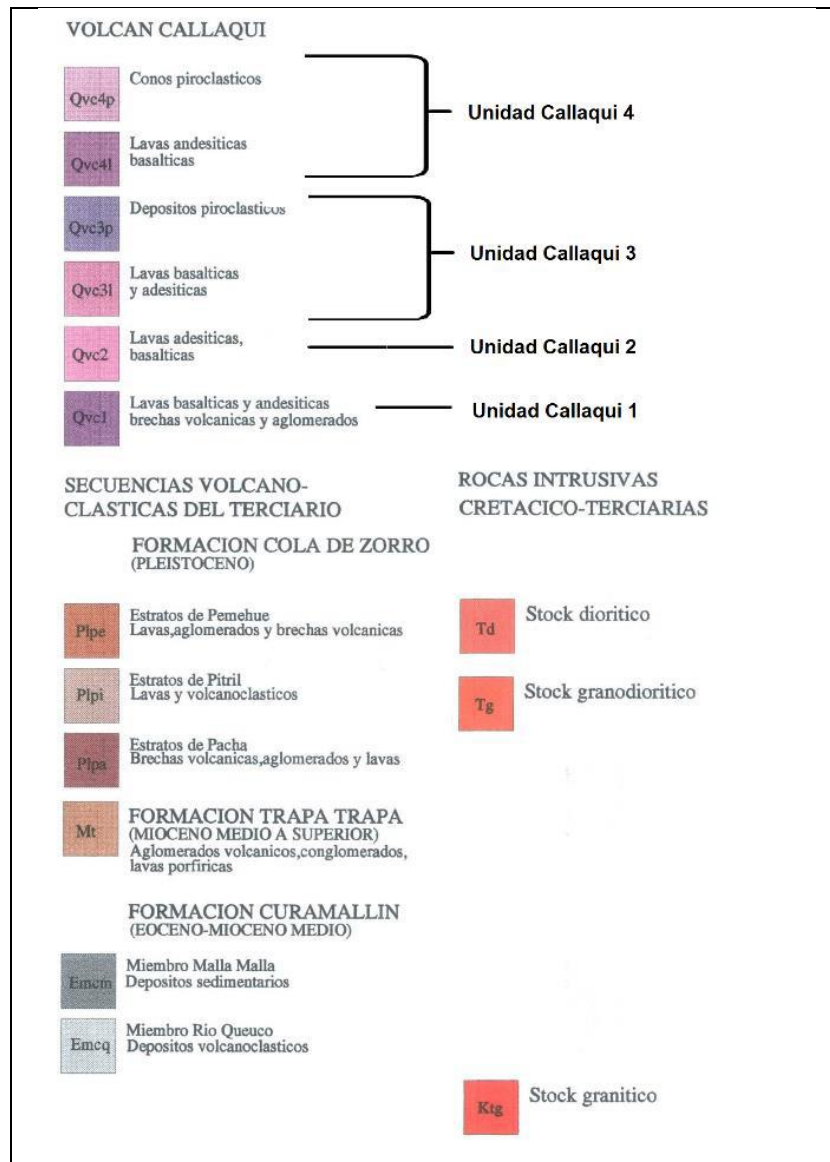 VOLCAN CALLAQUI
Qvc4p
Conos piroclasticos
Unidad Callaqui 4
Qvc4l
Lavas andesiticas
basalticas
Qvc3p
Depositos piroclasticos
Unidad Callaqui 3
Qvc3l
Lavas basalticas
y adesiticas
Qvc2
Lavas adesiticas,
basalticas
Unidad Callaqui 2
Qvc1
Lavas basalticas y andesiticas
brechas volcanicas y aglomerados
Unidad Callaqui 1
SECUENCIAS VOLCANO-
CLASTICAS DEL TERCIARIO
FORMACION COLA DE ZORRO
(PLEISTOCENO)
Plpe
Estratos de Pemehue
Lavas,aglomerados y brechas volcanicas
Plpi
Estratos de Pitril
Lavas y volcanoclasticos
Plpa
Estratos de Pacha
Brechas volcanicas,aglomerados y lavas
Mt
FORMACION TRAPA TRAPA
(MIOCENO MEDIO A SUPERIOR)
Aglomerados volcanicos,conglomerados,
lavas porfiricas
FORMACION CURAMALLIN
(EOCENO-MIOCENO MEDIO)
Emcm
Miembro Malla Malla
Depositos sedimentarios
Emcq
Miembro Rio Queuco
Depositos volcanoclasticos
ROCAS INTRUSIVAS
CRETACICO-TERCIARIAS
Td
Stock dioritico
Tg
Stock granodioritico
Ktg
Stock granitico